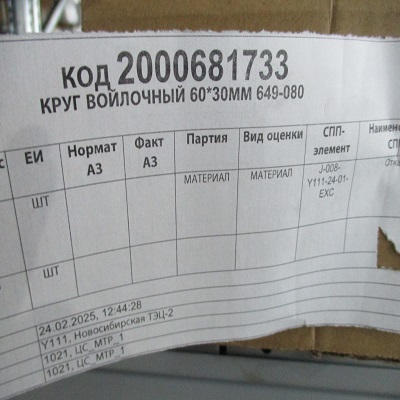 КОД 2000681733
КРУГ ВОЙЛОЧНЫЙ 60*30ММ 649-080
ЕИ Нормат АЗ Факт АЗ Партия Вид оценки СПП-элемент
ШТ МАТЕРИАЛ МАТЕРИАЛ J-008-Y111-24-01-EXC
ШТ
24.02.2025, 12:44:28
Y111, Новосибирская ТЭЦ-2
1021, ЦС_МТР_1
1021, ЦС_МТР_1